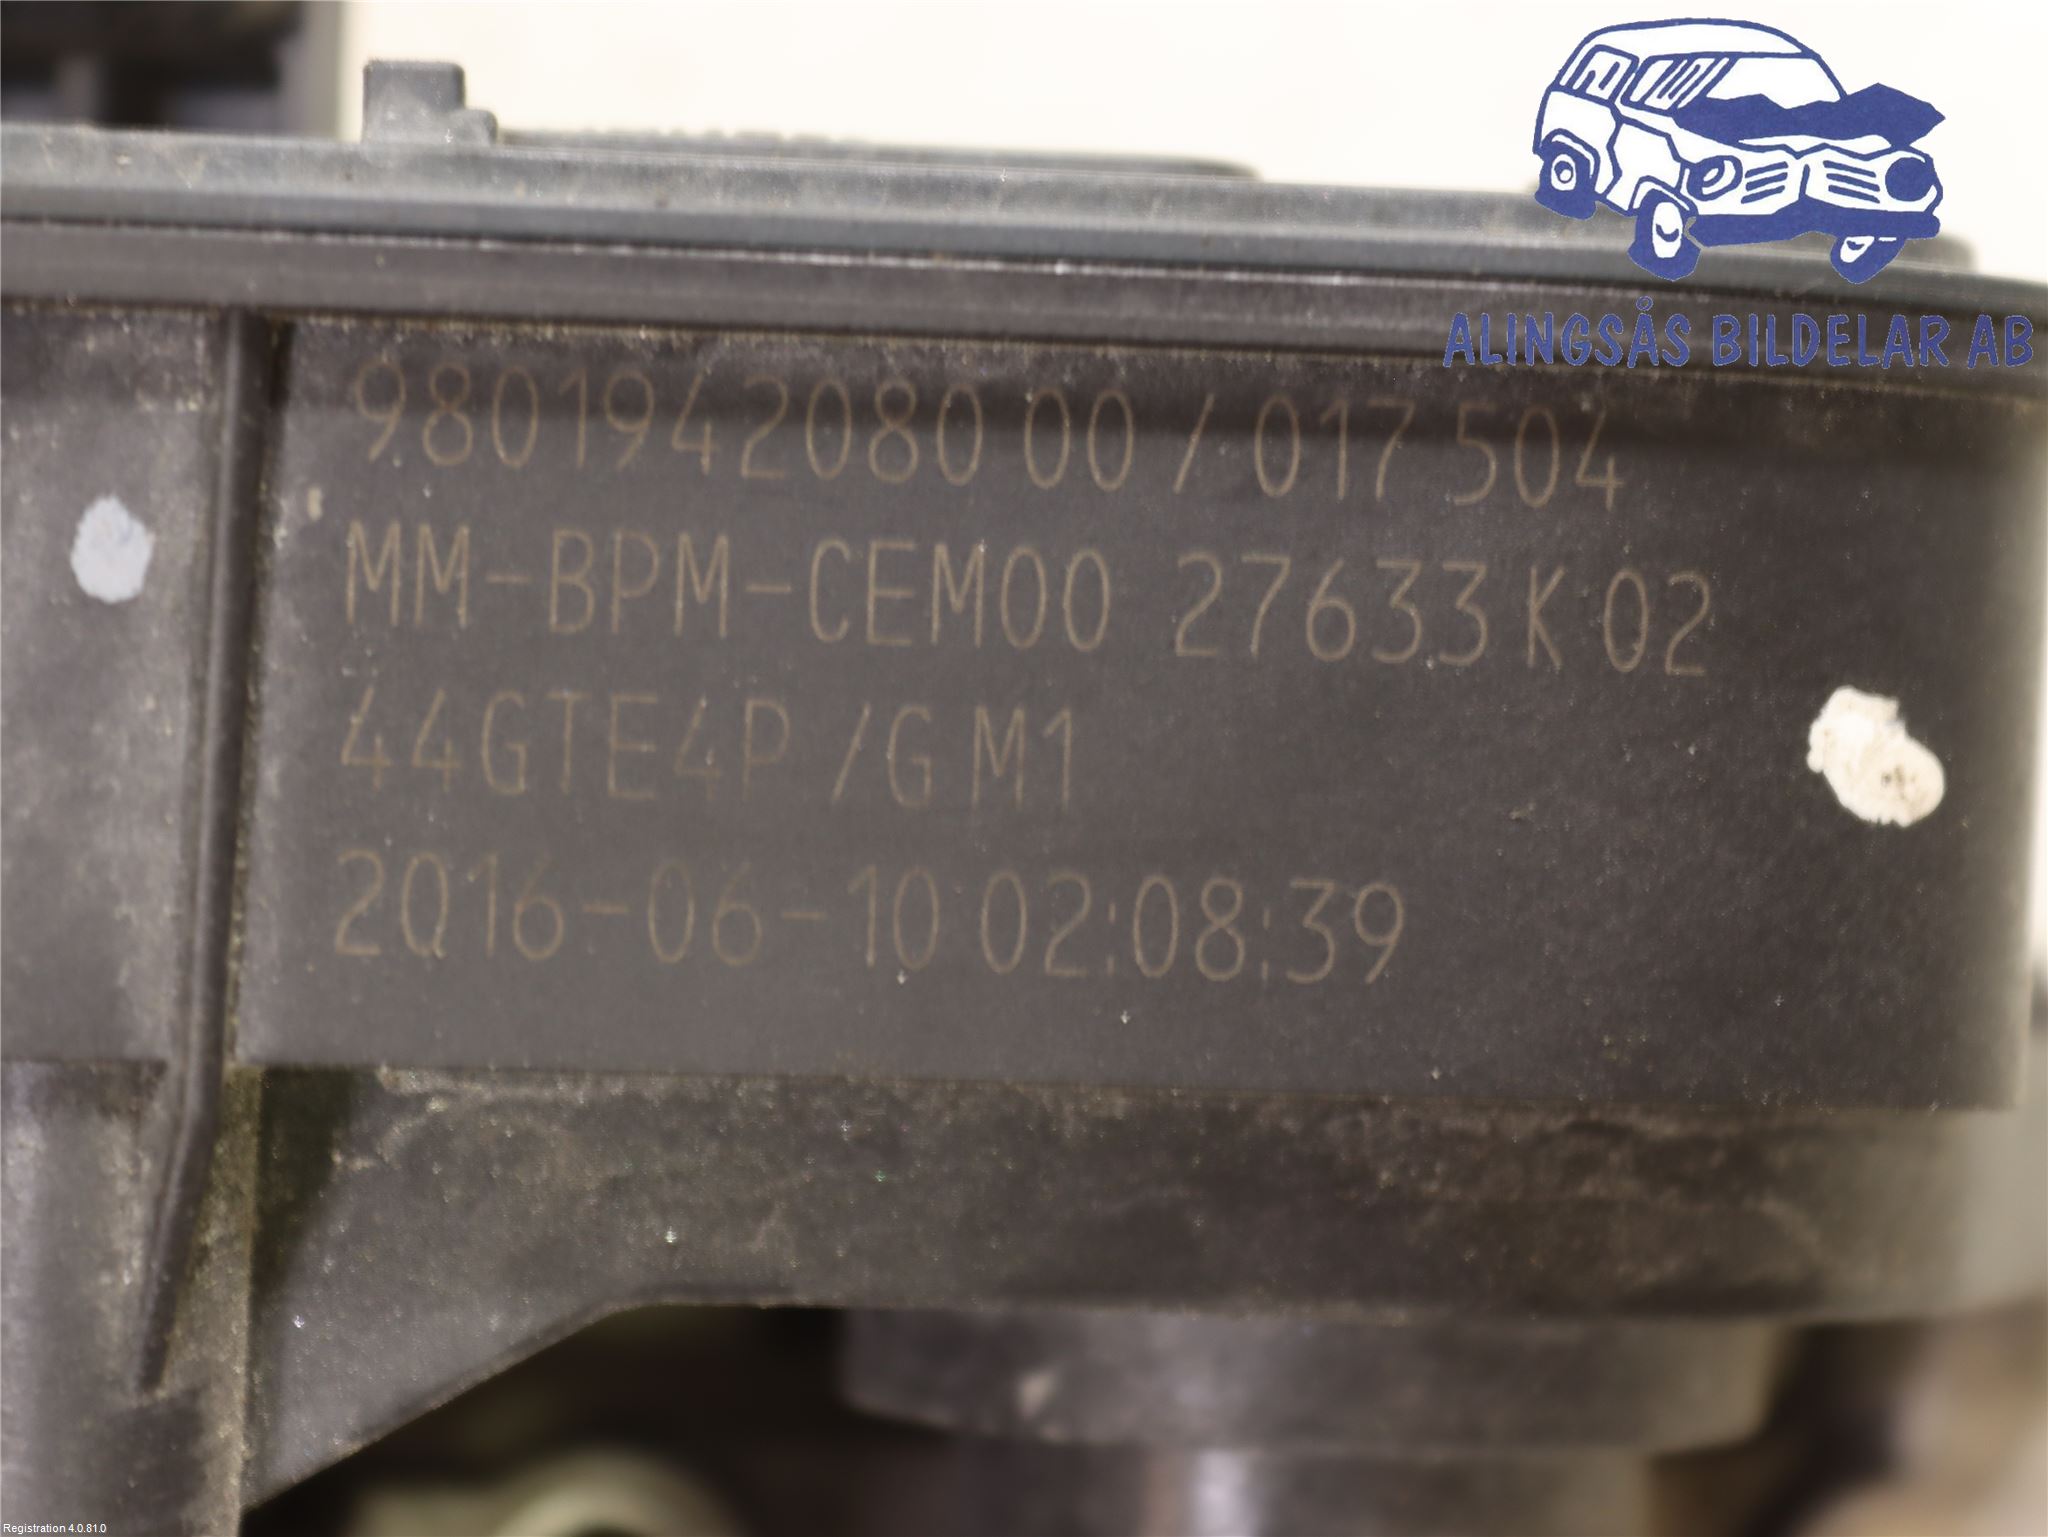 ALINGSÅS BILDELAR AB
9801942080 00 / 017 504
MM-BPM-CEM00 27633 K 02
44GTE4P /G M1
2016-06-10 02:08:39
Registration 4.0.81.0